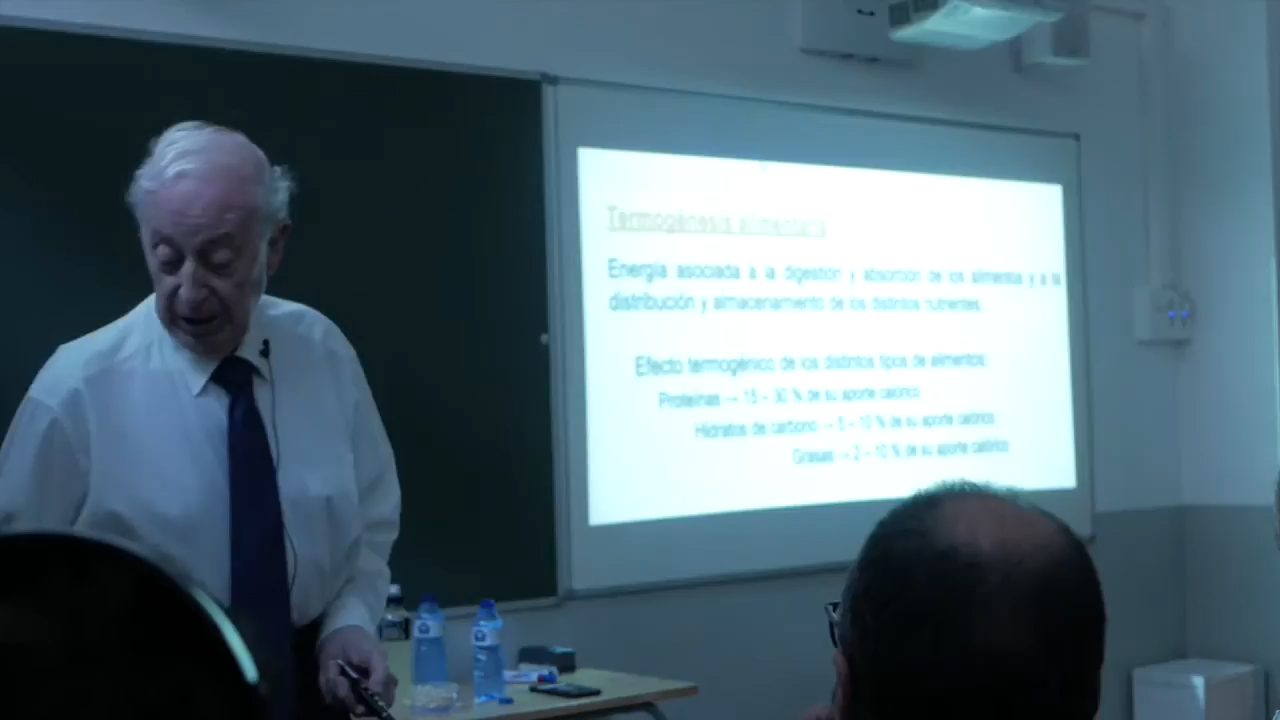 Termogénesis alimentaria
Energía asociada a la digestión y absorción de los alimentos y a la
distribución y almacenamiento de los distintos nutrientes.
Efecto termogénico de los distintos tipos de alimentos:
Proteínas → 15 – 30 % de su aporte calórico
Hidratos de carbono → 5 – 10 % de su aporte calórico
Grasas → 2 – 10 % de su aporte calórico